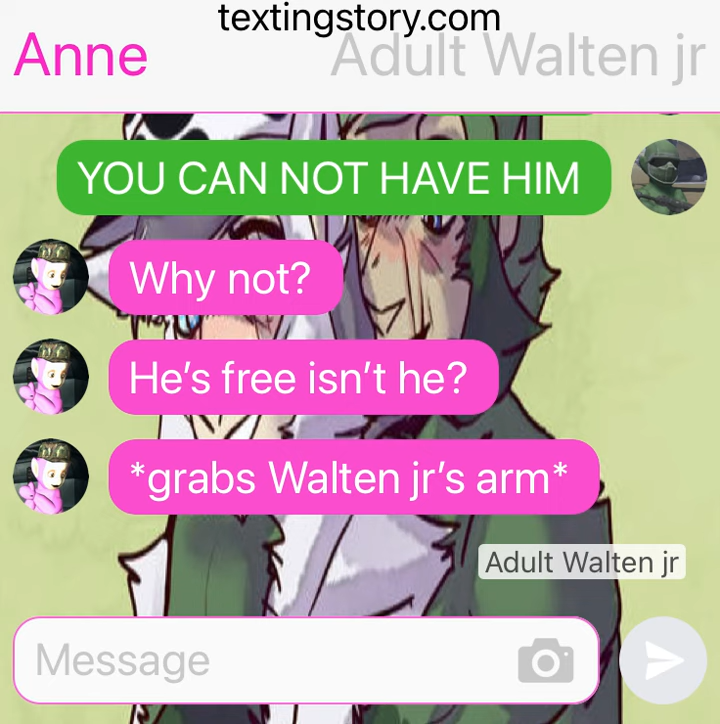 textingstory.com
Anne Adult Walten jr
YOU CAN NOT HAVE HIM
Why not?
He’s free isn’t he?
*grabs Walten jr’s arm*
Adult Walten jr
Message